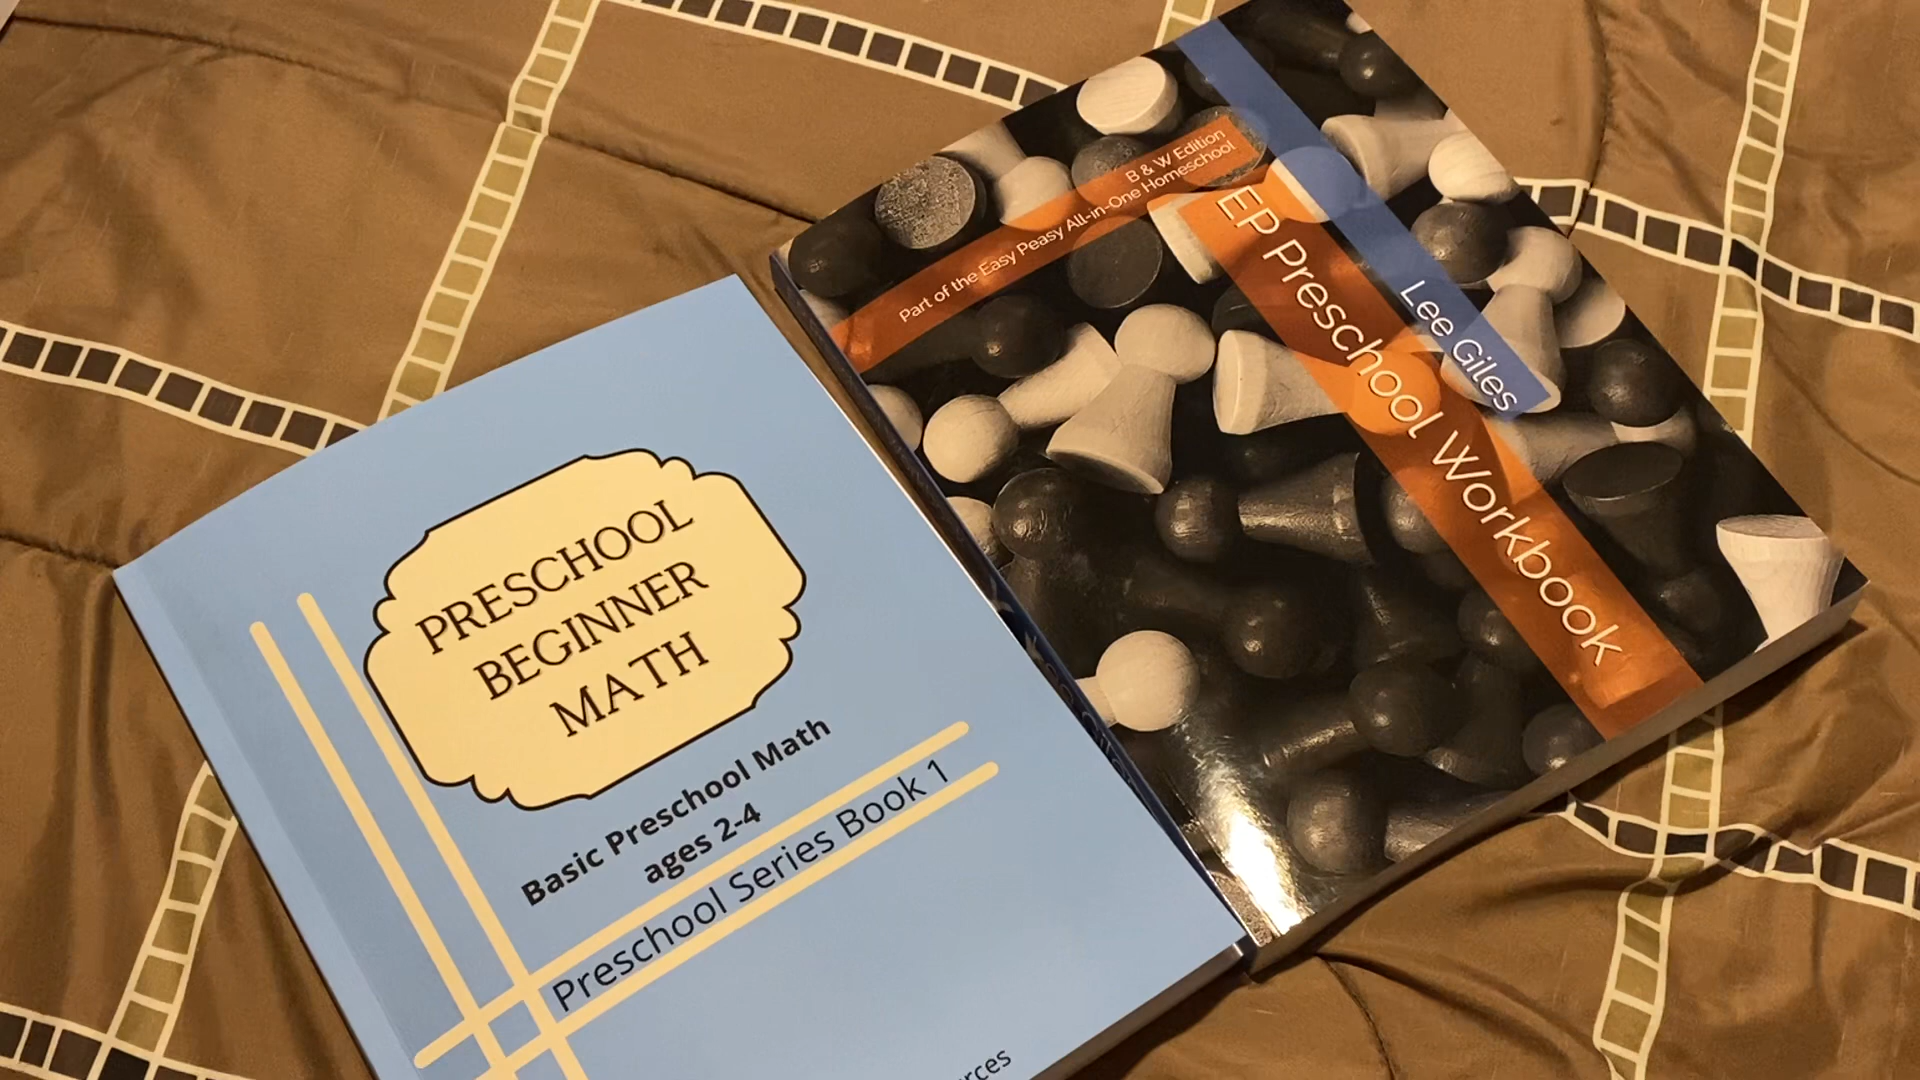 PRESCHOOL
BEGINNER
MATH
Basic Preschool Math
ages 2-4
Preschool Series Book 1
B & W Edition
Part of the Easy Peasy All-in-One Homeschool
EP Preschool Workbook
Lee Giles